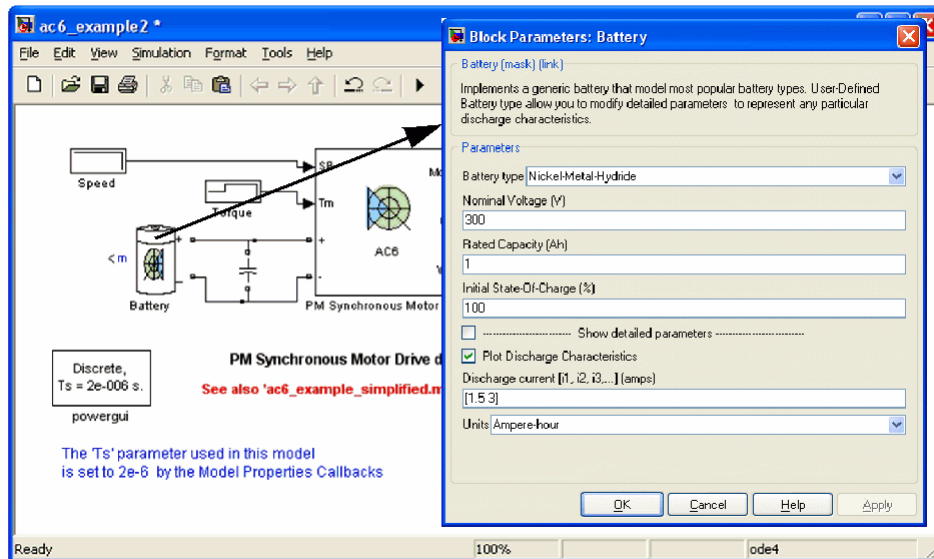 ac6_example2 *
File Edit View Simulation Format Tools Help
Speed
Torque
SP
Tm
+
-
Mo
AC6
+
-
< m
Battery
PM Synchronous Motor
Discrete,
Ts = 2e-006 s.
powergui
PM Synchronous Motor Drive d
See also 'ac6_example_simplified.m
The 'Ts' parameter used in this model
is set to 2e-6 by the Model Properties Callbacks
Ready
100%
ode4
Block Parameters: Battery
Battery (mask) (link)
Implements a generic battery that model most popular battery types. User-Defined
Battery type allow you to modify detailed parameters to represent any particular
discharge characteristics.
Parameters
Battery type Nickel-Metal-Hydride
Nominal Voltage (V)
300
Rated Capacity (Ah)
1
Initial State-Of-Charge (%)
100
-------------------------- Show detailed parameters --------------------------
Plot Discharge Characteristics
Discharge current [i1, i2, i3,...] (amps)
[1.5 3]
Units Ampere-hour
OK
Cancel
Help
Apply